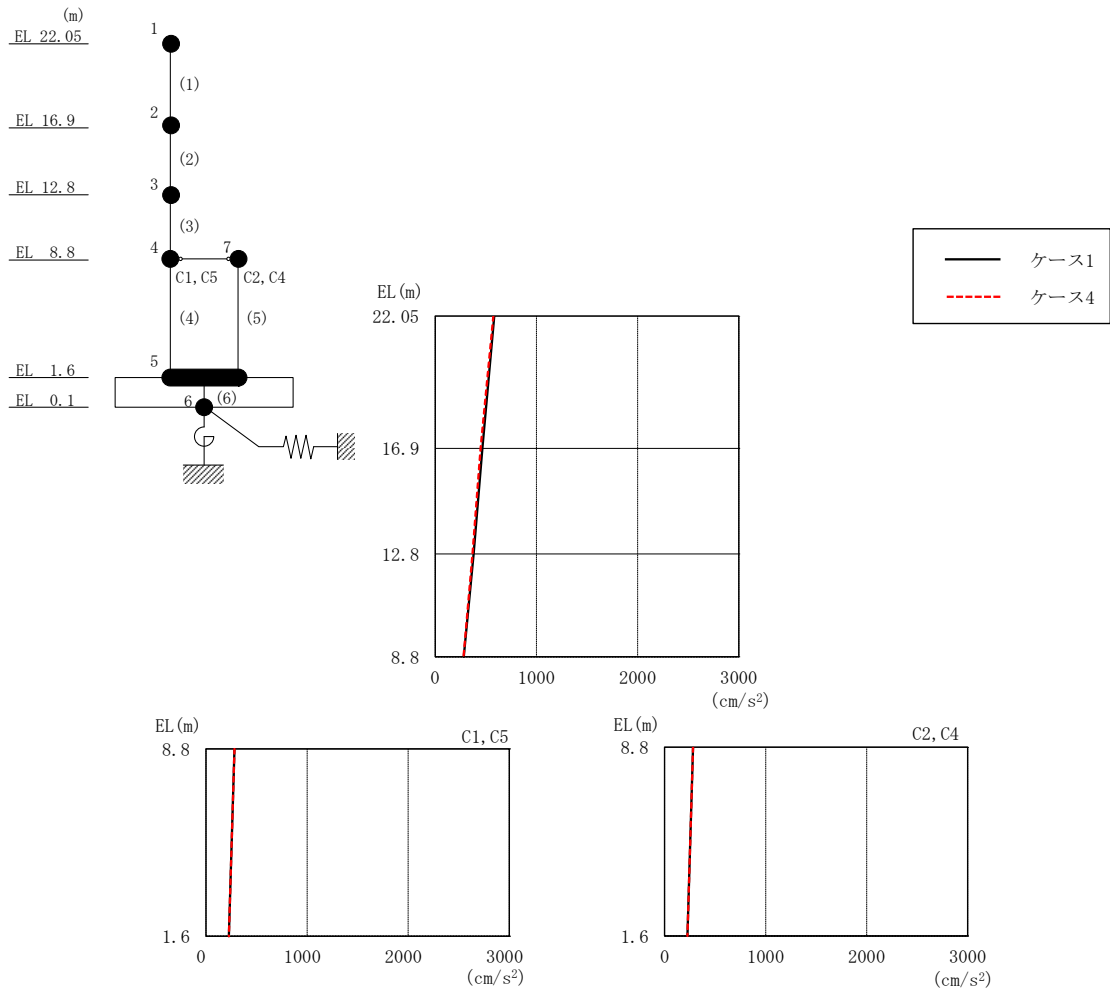 (m)
EL 22.05
1
(1)
EL 16.9
2
(2)
EL 12.8
3
(3)
EL 8.8
4
7
C1,C5
C2,C4
(4)
(5)
EL 1.6
5
EL 0.1
6
(6)
ケース1
ケース4
EL(m)
22.05
16.9
12.8
8.8
0 1000 2000 3000
(cm/s²)
EL(m)
C1,C5
8.8
1.6
0 1000 2000 3000
(cm/s²)
EL(m)
C2,C4
8.8
1.6
0 1000 2000 3000
(cm/s²)